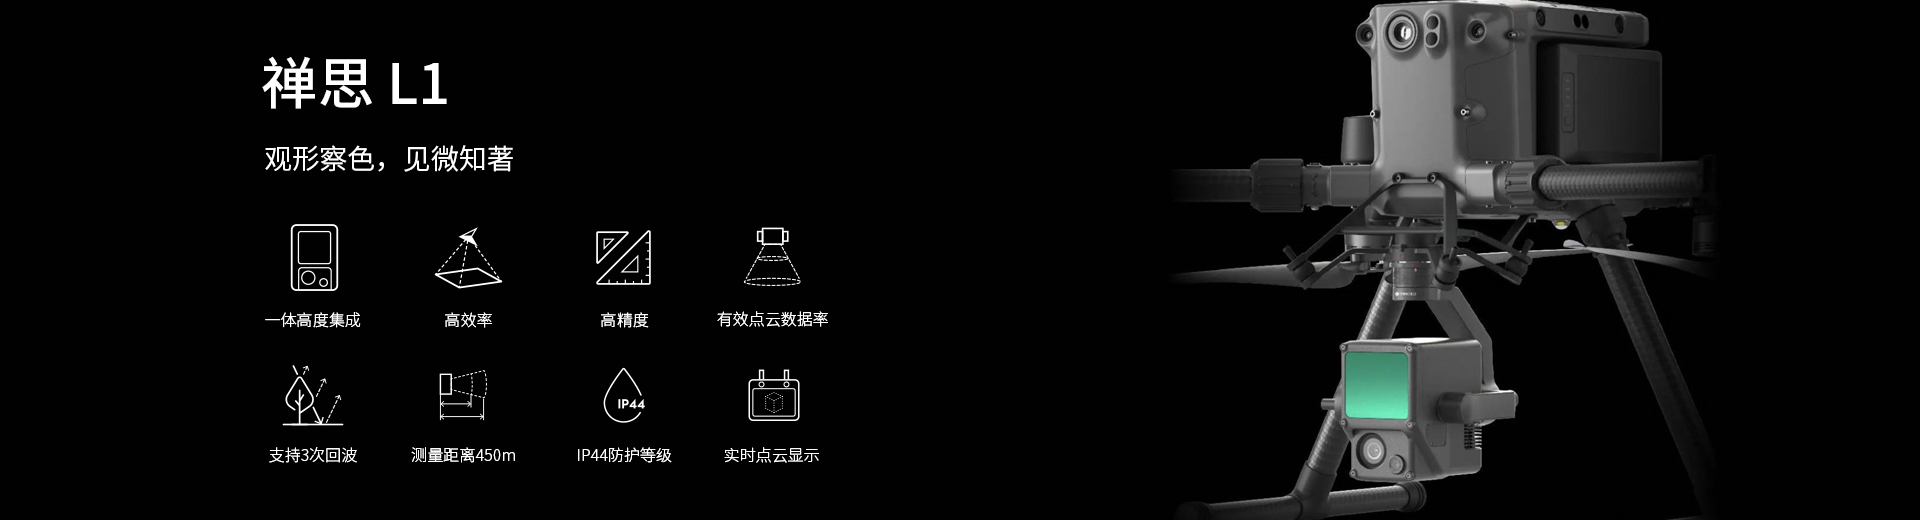 禅思 L1
观形察色，见微知著
一体高度集成
高效率
高精度
有效点云数据率
IP44
支持3次回波
测量距离450m
IP44防护等级
实时点云显示